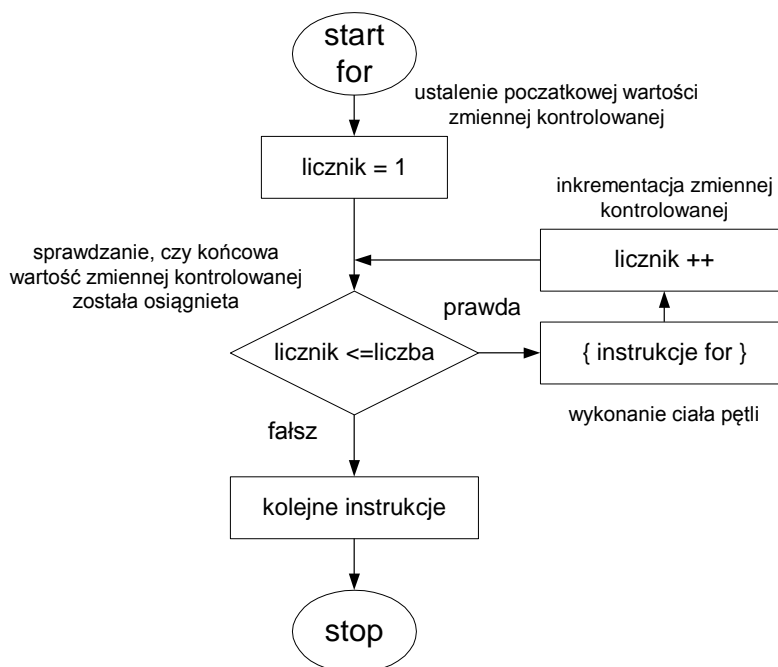 start
for
ustalenie początkowej wartości
zmiennej kontrolowanej
licznik = 1
inkrementacja zmiennej
kontrolowanej
licznik ++
sprawdzanie, czy końcowa
wartość zmiennej kontrolowanej
została osiągnieta
licznik <=liczba
prawda
{ instrukcje for }
wykonanie ciała pętli
fałsz
kolejne instrukcje
stop